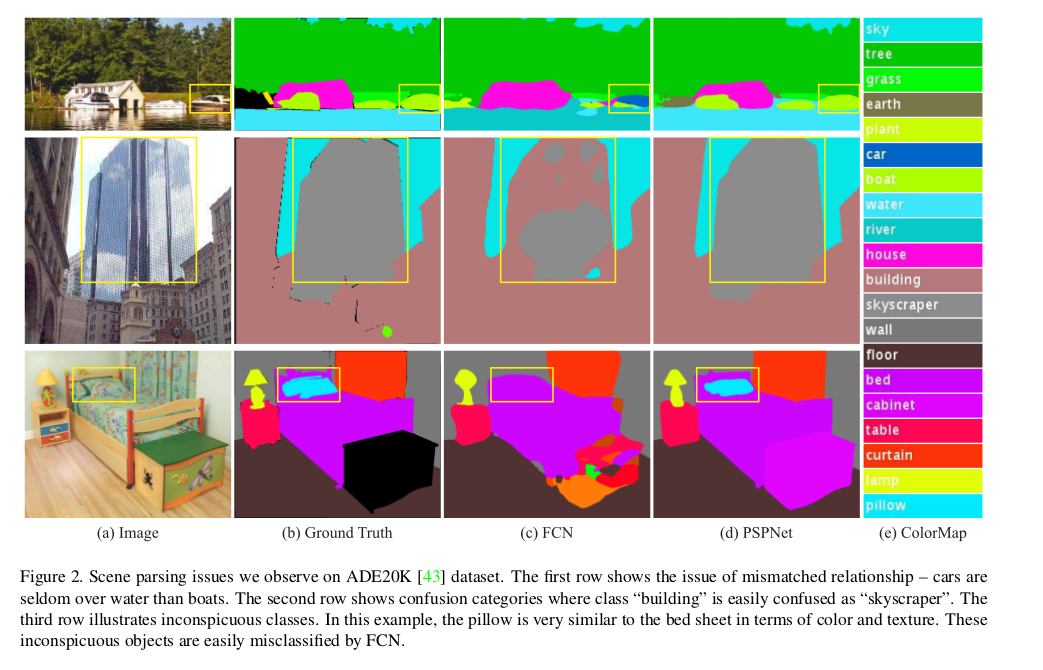 sky
tree
grass
earth
plant
car
boat
water
river
house
building
skyscraper
wall
floor
bed
cabinet
table
curtain
lamp
pillow
(a) Image
(b) Ground Truth
(c) FCN
(d) PSPNet
(e) ColorMap
Figure 2. Scene parsing issues we observe on ADE20K [43] dataset. The first row shows the issue of mismatched relationship – cars are
seldom over water than boats. The second row shows confusion categories where class “building” is easily confused as “skyscraper”. The
third row illustrates inconspicuous classes. In this example, the pillow is very similar to the bed sheet in terms of color and texture. These
inconspicuous objects are easily misclassified by FCN.